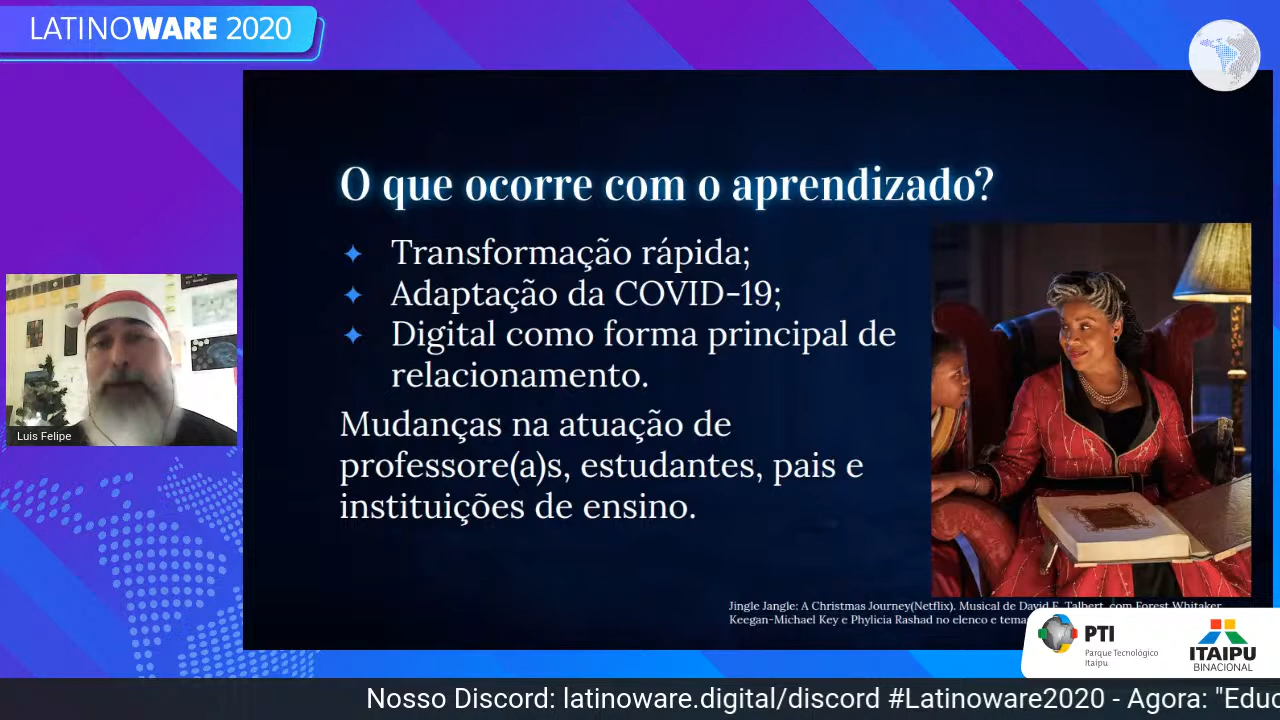 LATINOWARE 2020
O que ocorre com o aprendizado?
Transformação rápida;
Adaptação da COVID-19;
Digital como forma principal de
relacionamento.
Mudanças na atuação de
professore(a)s, estudantes, pais e
instituições de ensino.
Luis Felipe
Jingle Jangle: A Christmas Journey(Netflix). Musical de David E. Talbert, com Forest Whitaker,
Keegan-Michael Key e Phylicia Rashad no elenco e
PTI
Parque Tecnológico
Itaipu
ITAIPU
BINACIONAL
Nosso Discord: latinoware.digital/discord #Latinoware2020 - Agora: "Educ